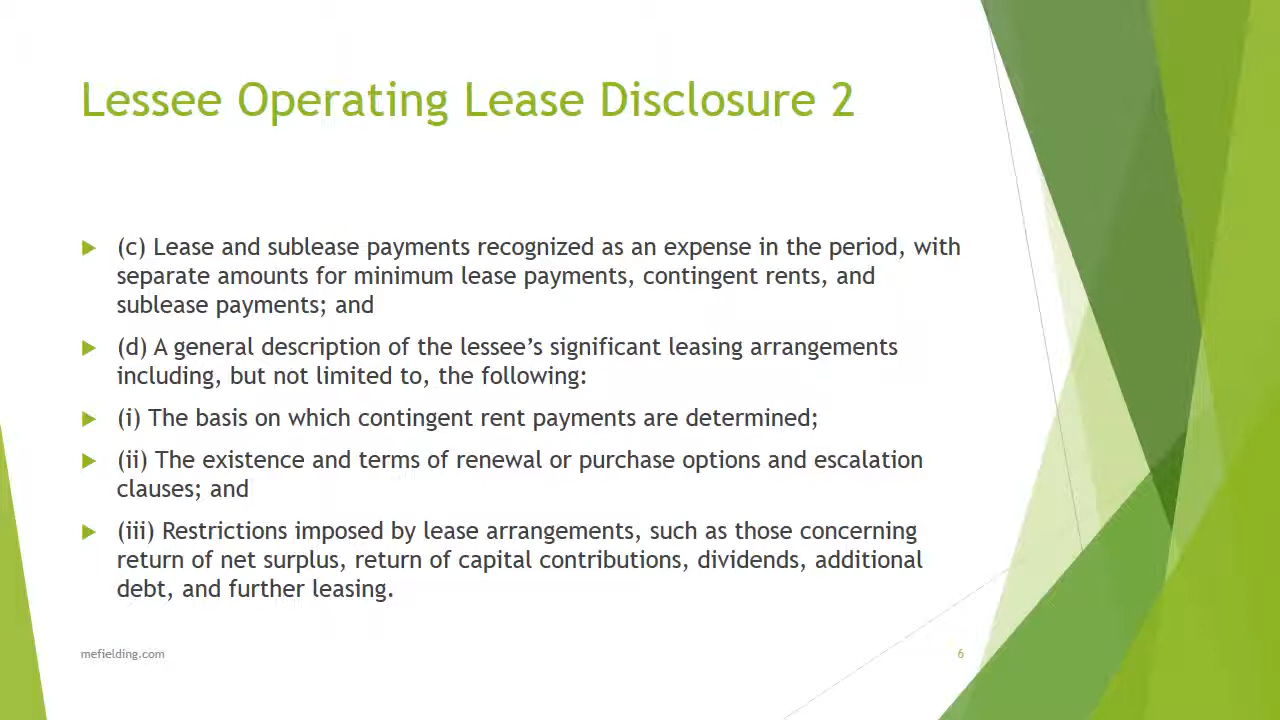 Lessee Operating Lease Disclosure 2
(c) Lease and sublease payments recognized as an expense in the period, with
separate amounts for minimum lease payments, contingent rents, and
sublease payments; and
(d) A general description of the lessee’s significant leasing arrangements
including, but not limited to, the following:
(i) The basis on which contingent rent payments are determined;
(ii) The existence and terms of renewal or purchase options and escalation
clauses; and
(iii) Restrictions imposed by lease arrangements, such as those concerning
return of net surplus, return of capital contributions, dividends, additional
debt, and further leasing.
mefielding.com
6